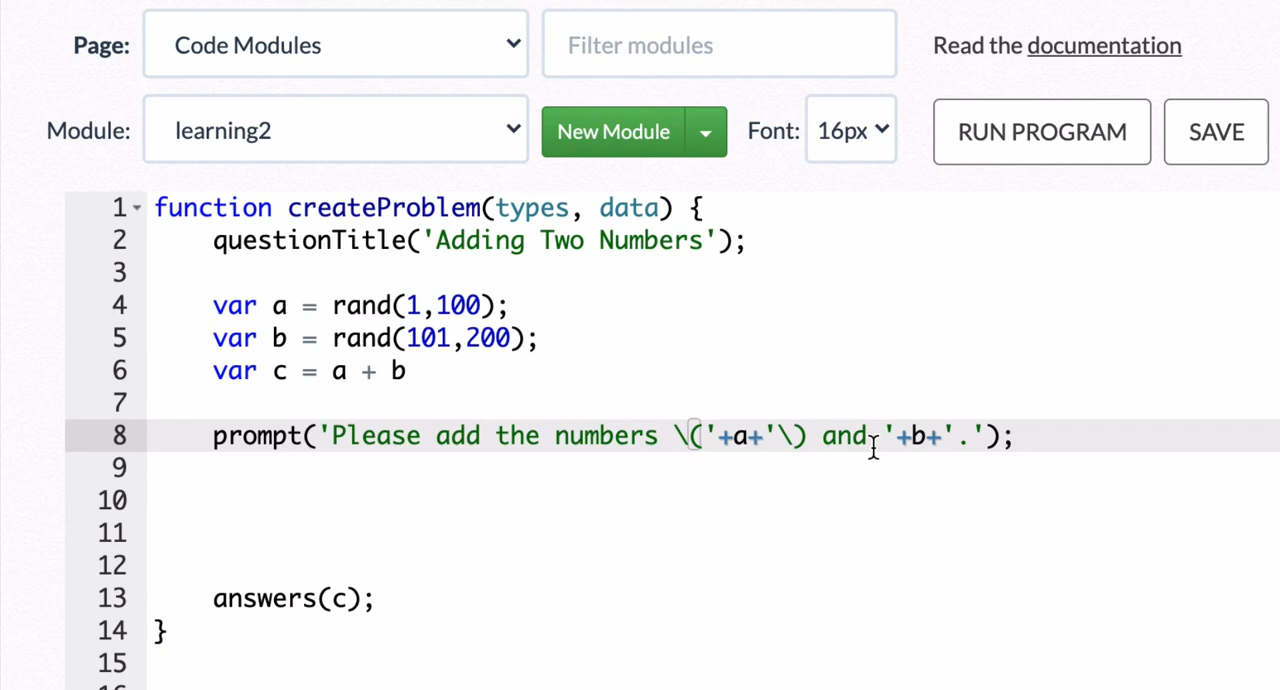 Page: Code Modules Filter modules Read the documentation
Module: learning2 New Module Font: 16px RUN PROGRAM SAVE
1 function createProblem(types, data) {
2 questionTitle('Adding Two Numbers');
3
4 var a = rand(1,100);
5 var b = rand(101,200);
6 var c = a + b
7
8 prompt('Please add the numbers \('+a+'\) and '+b+'.');
9
10
11
12
13 answers(c);
14 }
15